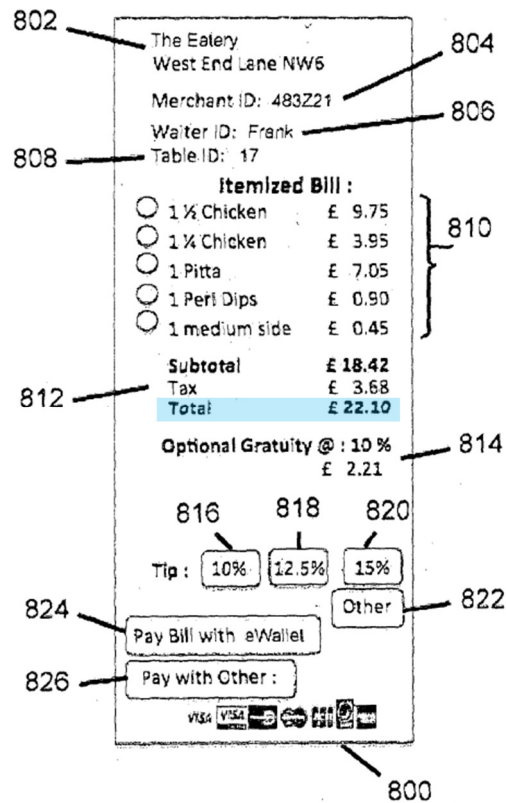 802
The Eatery
West End Lane NW6
804
Merchant ID: 483Z21
806
Waiter ID: Frank
808
Table ID: 17
Itemized Bill :
1 ½ Chicken £ 9.75
1 ¼ Chicken £ 3.95
810
1 Pitta £ 7.05
1 Peri Dips £ 0.90
1 medium side £ 0.45
Subtotal £ 18.42
812
Tax £ 3.68
Total £ 22.10
Optional Gratuity @ : 10 %
814
£ 2.21
816 818 820
Tip : 10% 12.5% 15%
824
Other 822
Pay Bill with eWallet
826
Pay with Other :
VISA VISA
800